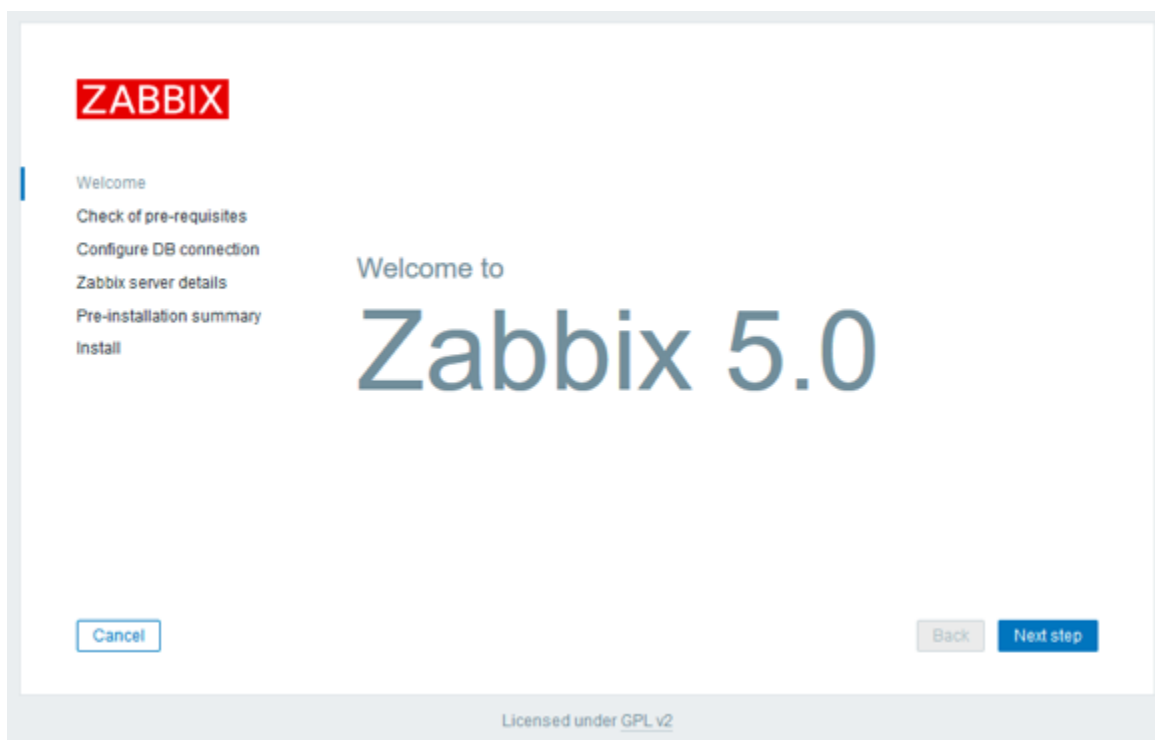 ZABBIX
Welcome
Check of pre-requisites
Configure DB connection
Zabbix server details
Pre-installation summary
Install
Welcome to
Zabbix 5.0
Cancel
Back
Next step
Licensed under GPL v2